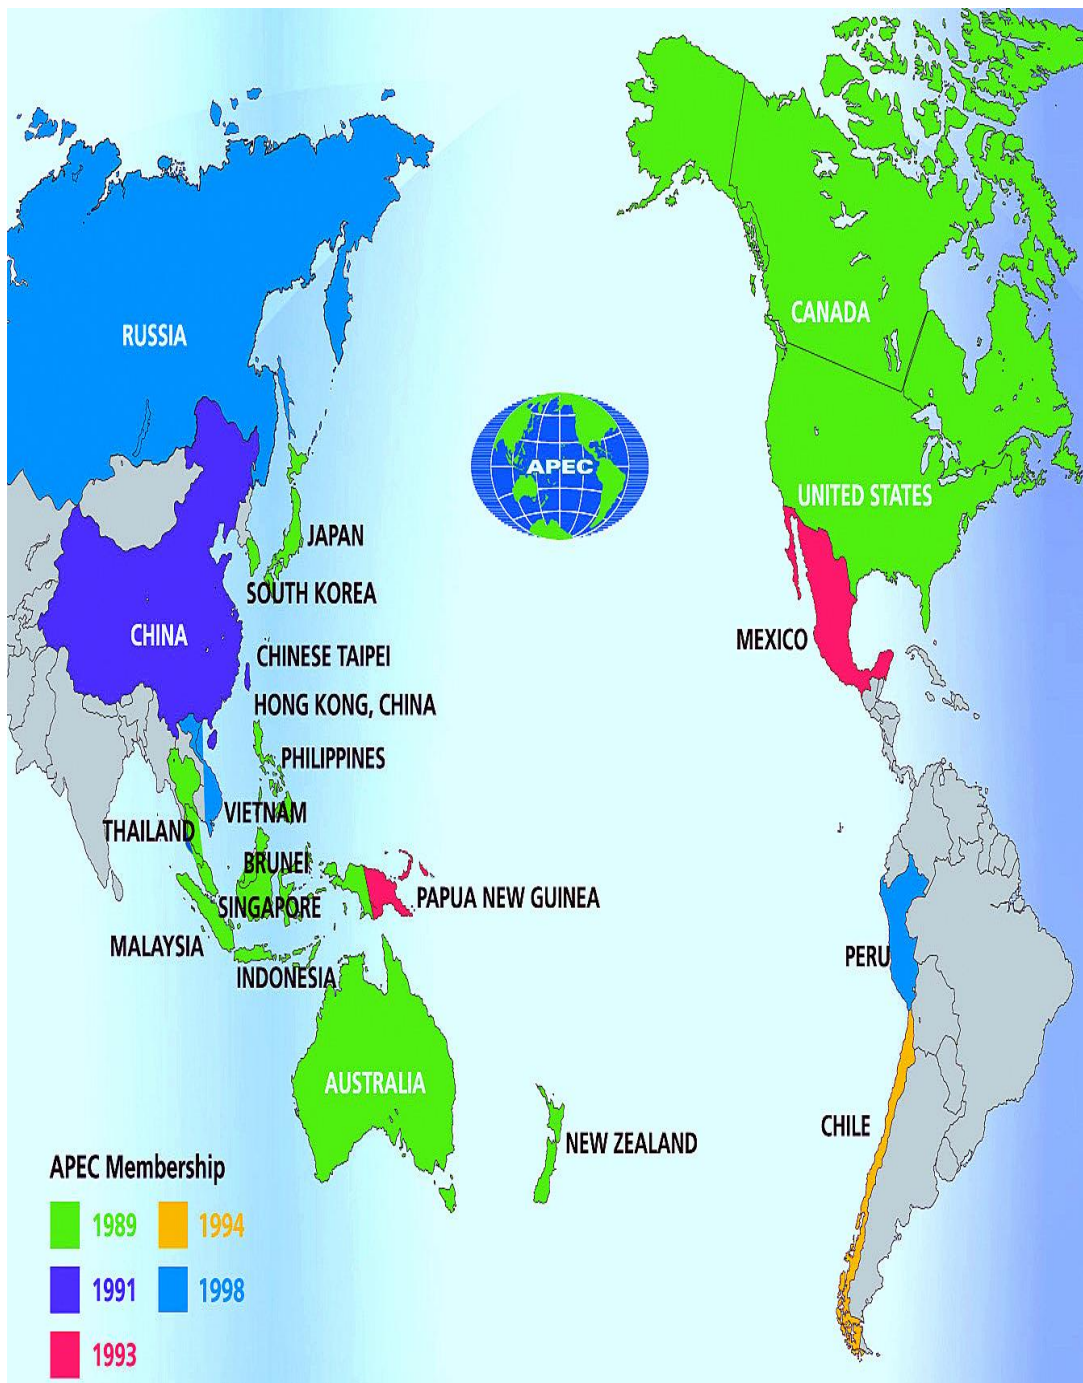 RUSSIA
CANADA
APEC
UNITED STATES
JAPAN
SOUTH KOREA
CHINA
MEXICO
CHINESE TAIPEI
HONG KONG, CHINA
PHILIPPINES
VIETNAM
THAILAND
BRUNEI
SINGAPORE
PAPUA NEW GUINEA
MALAYSIA
PERU
INDONESIA
AUSTRALIA
CHILE
NEW ZEALAND
APEC Membership
1989
1994
1991
1998
1993